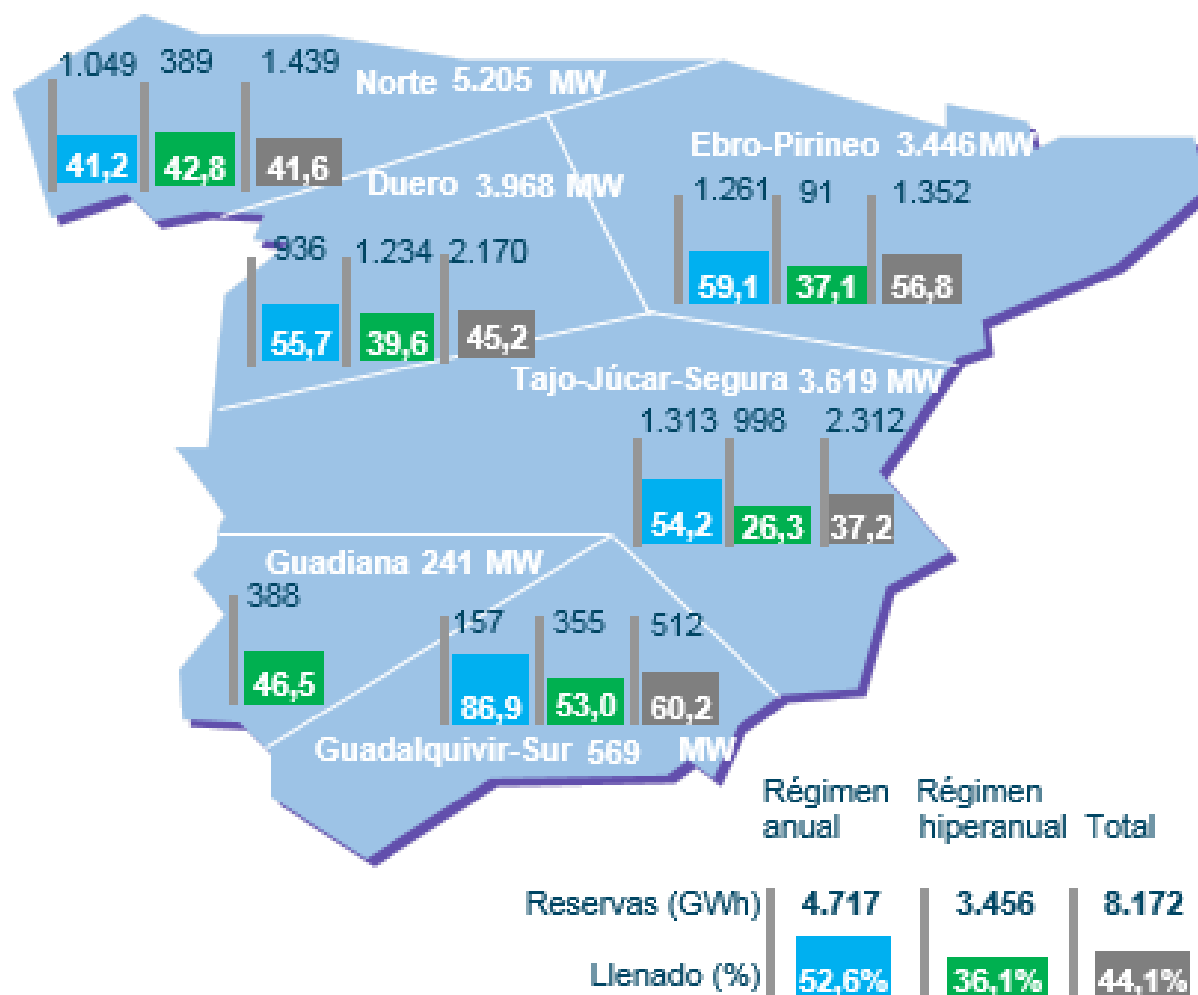 1.049 389 1.439
Norte 5.205 MW
41,2 42,8 41,6
Ebro-Pirineo 3.446 MW
1.261 91 1.352
59,1 37,1 56,8
Duero 3.968 MW
936 1.234 2.170
55,7 39,6 45,2
Tajo-Júcar-Segura 3.619 MW
1.313 998 2.312
54,2 26,3 37,2
Guadiana 241 MW
388
46,5
157 355 512
86,9 53,0 60,2
Guadalquivir-Sur 569 MW
Régimen Régimen
anual hiperanual Total
Reservas (GWh) 4.717 3.456 8.172
Llenado (%) 52,6% 36,1% 44,1%